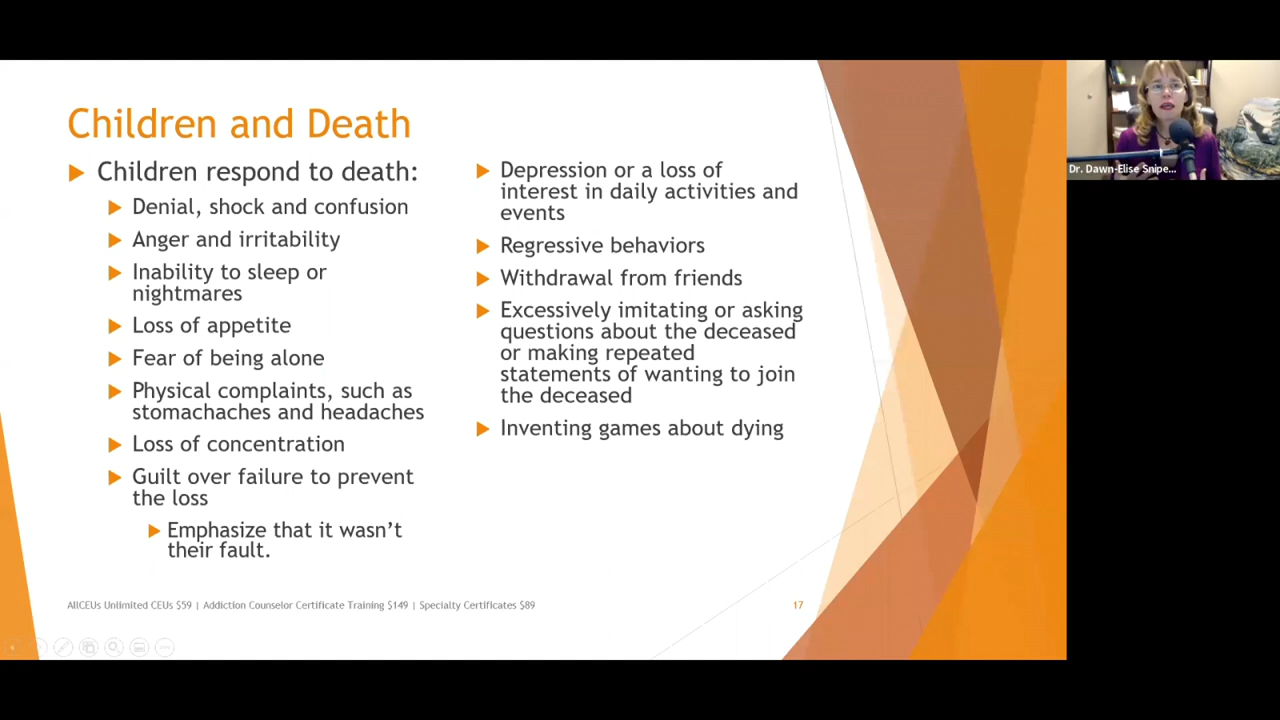 Children and Death
Children respond to death:
Denial, shock and confusion
Anger and irritability
Inability to sleep or
nightmares
Loss of appetite
Fear of being alone
Physical complaints, such as
stomachaches and headaches
Loss of concentration
Guilt over failure to prevent
the loss
Emphasize that it wasn’t
their fault.
Depression or a loss of
interest in daily activities and
events
Regressive behaviors
Withdrawal from friends
Excessively imitating or asking
questions about the deceased
or making repeated
statements of wanting to join
the deceased
Inventing games about dying
AllCEUs Unlimited CEUs $59 | Addiction Counselor Certificate Training $149 | Specialty Certificates $89
17
Dr. Dawn-Elise Snipe...